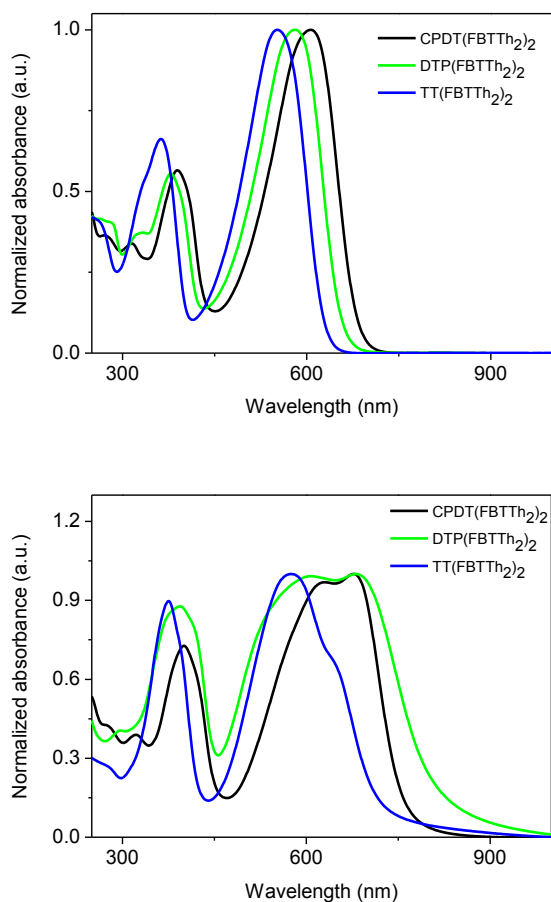 1.0
0.5
0.0
Normalized absorbance (a.u.)
CPDT(FBTTh₂)₂
DTP(FBTTh₂)₂
TT(FBTTh₂)₂
300
600
900
Wavelength (nm)
1.2
0.9
0.6
0.3
0.0
Normalized absorbance (a.u.)
CPDT(FBTTh₂)₂
DTP(FBTTh₂)₂
TT(FBTTh₂)₂
300
600
900
Wavelength (nm)